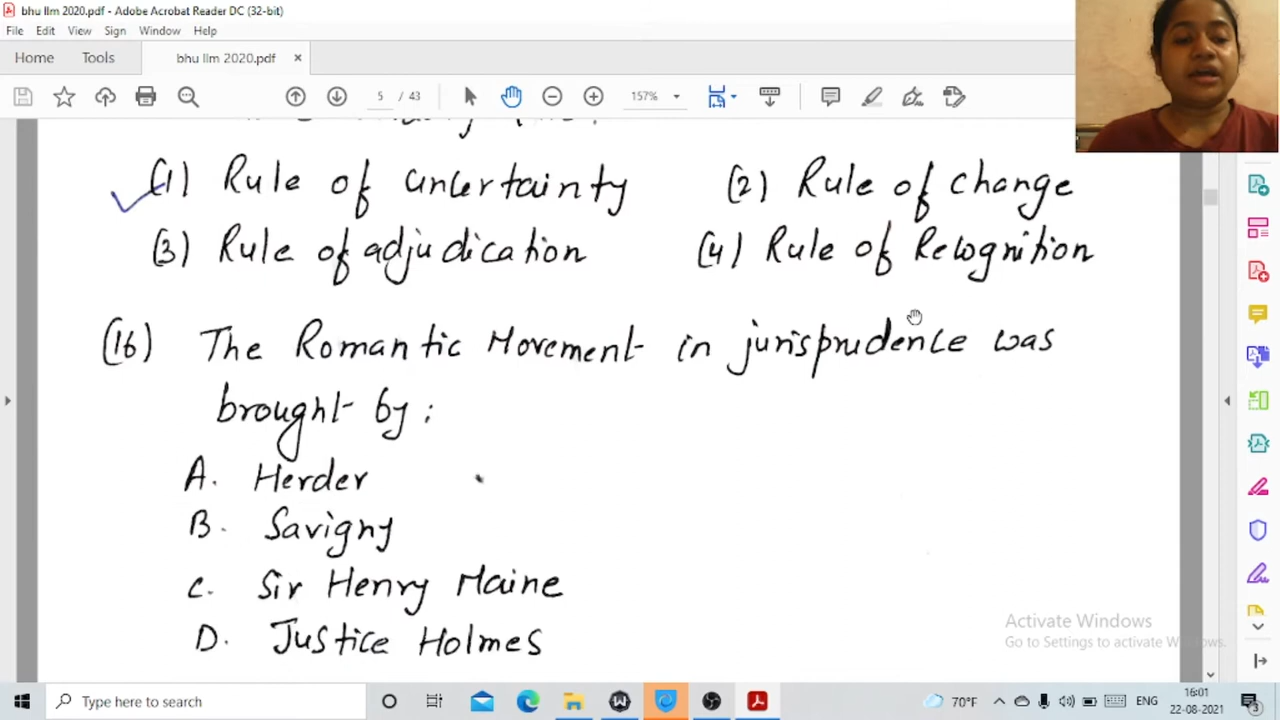 bhu llm 2020.pdf - Adobe Acrobat Reader DC (32-bit)
File Edit View Sign Window Help
Home Tools bhu llm 2020.pdf ×
5 / 43 157%
(1) Rule of uncertainty (2) Rule of change
(3) Rule of adjudication (4) Rule of Recognition
(16) The Romantic Movement in jurisprudence was
brought by :
A. Herder
B. Savigny
C. Sir Henry Maine
D. Justice Holmes
Activate Windows
Go to Settings to activate Windows.
Type here to search 70°F ENG 16:01
22-08-2021 3